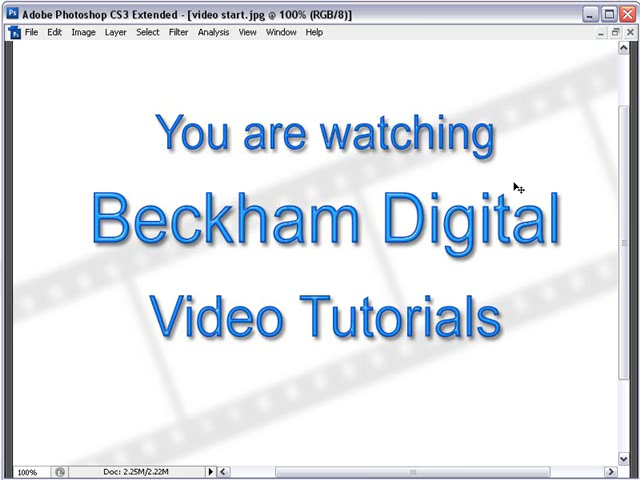 Adobe Photoshop CS3 Extended - [video start.jpg @ 100% (RGB/8)]
File Edit Image Layer Select Filter Analysis View Window Help
You are watching
Beckham Digital
Video Tutorials
100% Doc: 2.25M/2.22M